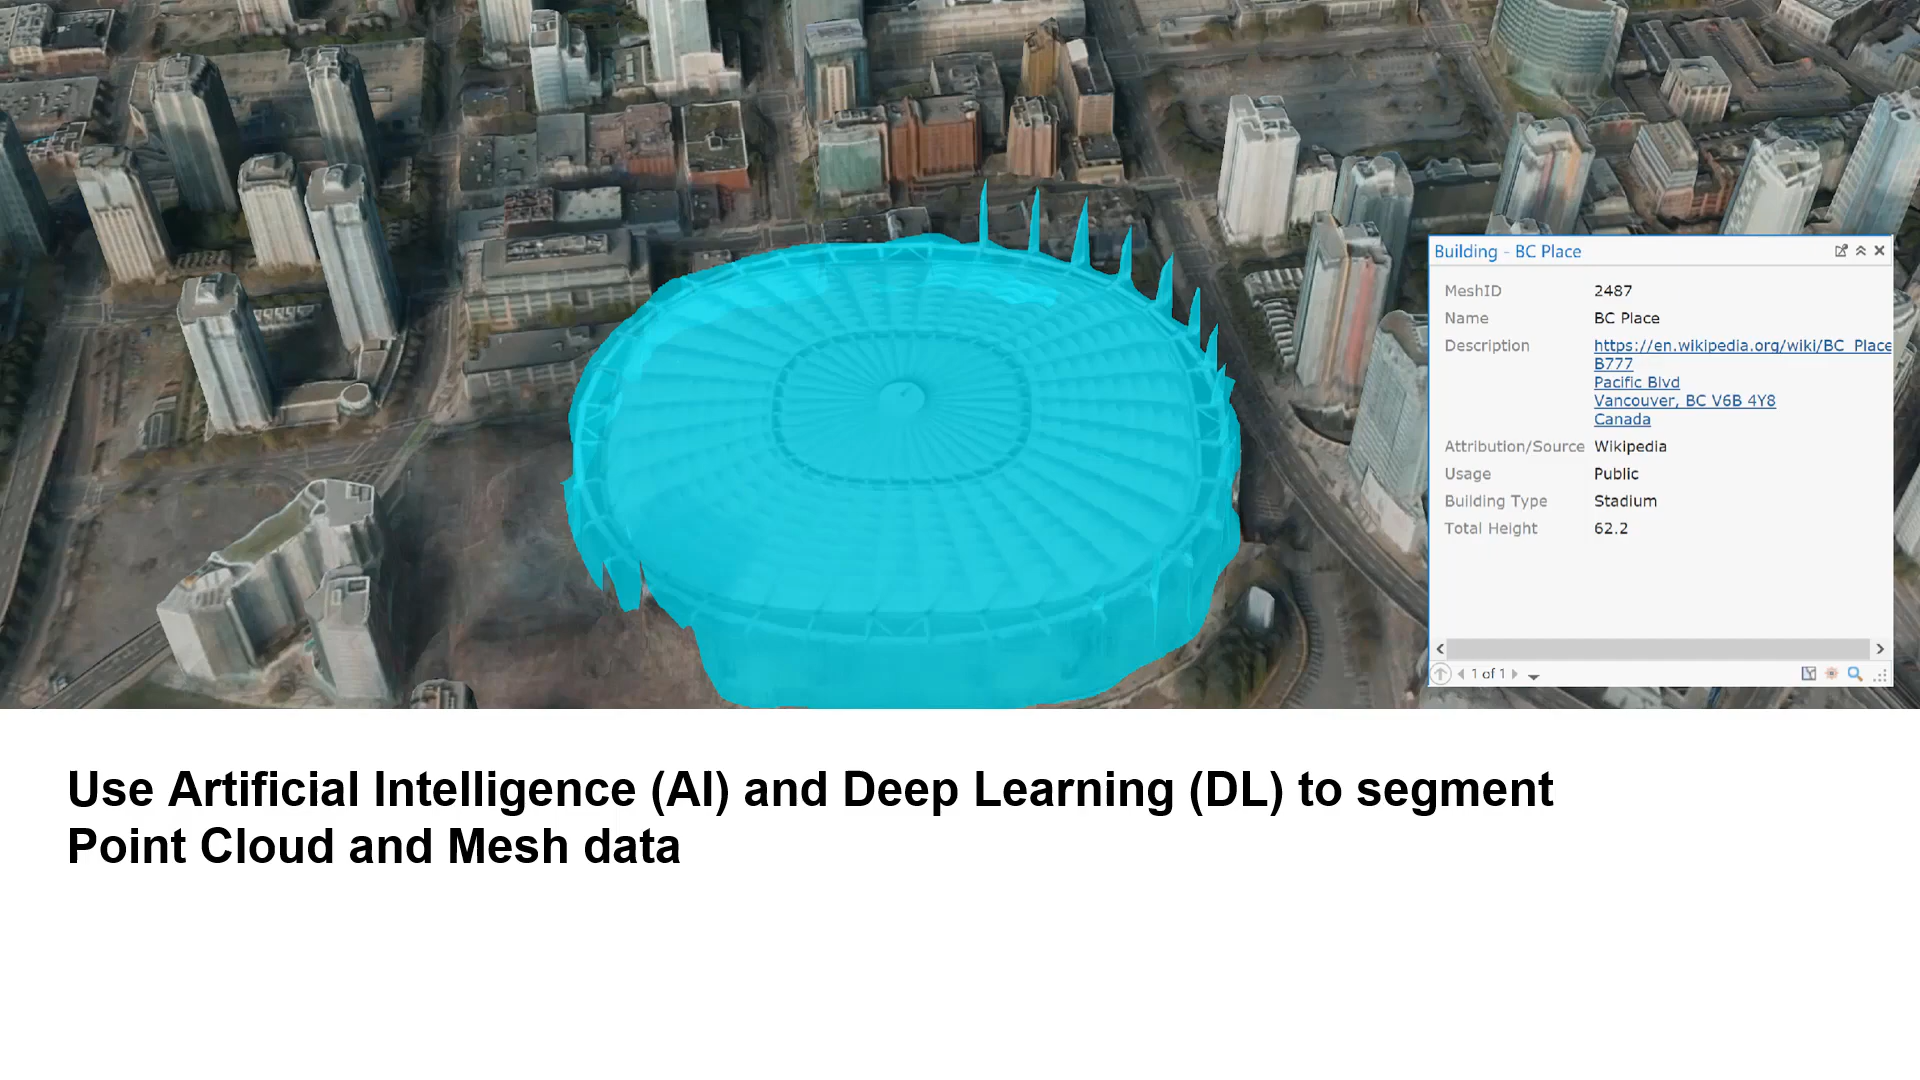 Building - BC Place
MeshID 2487
Name BC Place
Description https://en.wikipedia.org/wiki/BC_Place
B777
Pacific Blvd
Vancouver, BC V6B 4Y8
Canada
Attribution/Source Wikipedia
Usage Public
Building Type Stadium
Total Height 62.2
1 of 1
Use Artificial Intelligence (AI) and Deep Learning (DL) to segment
Point Cloud and Mesh data